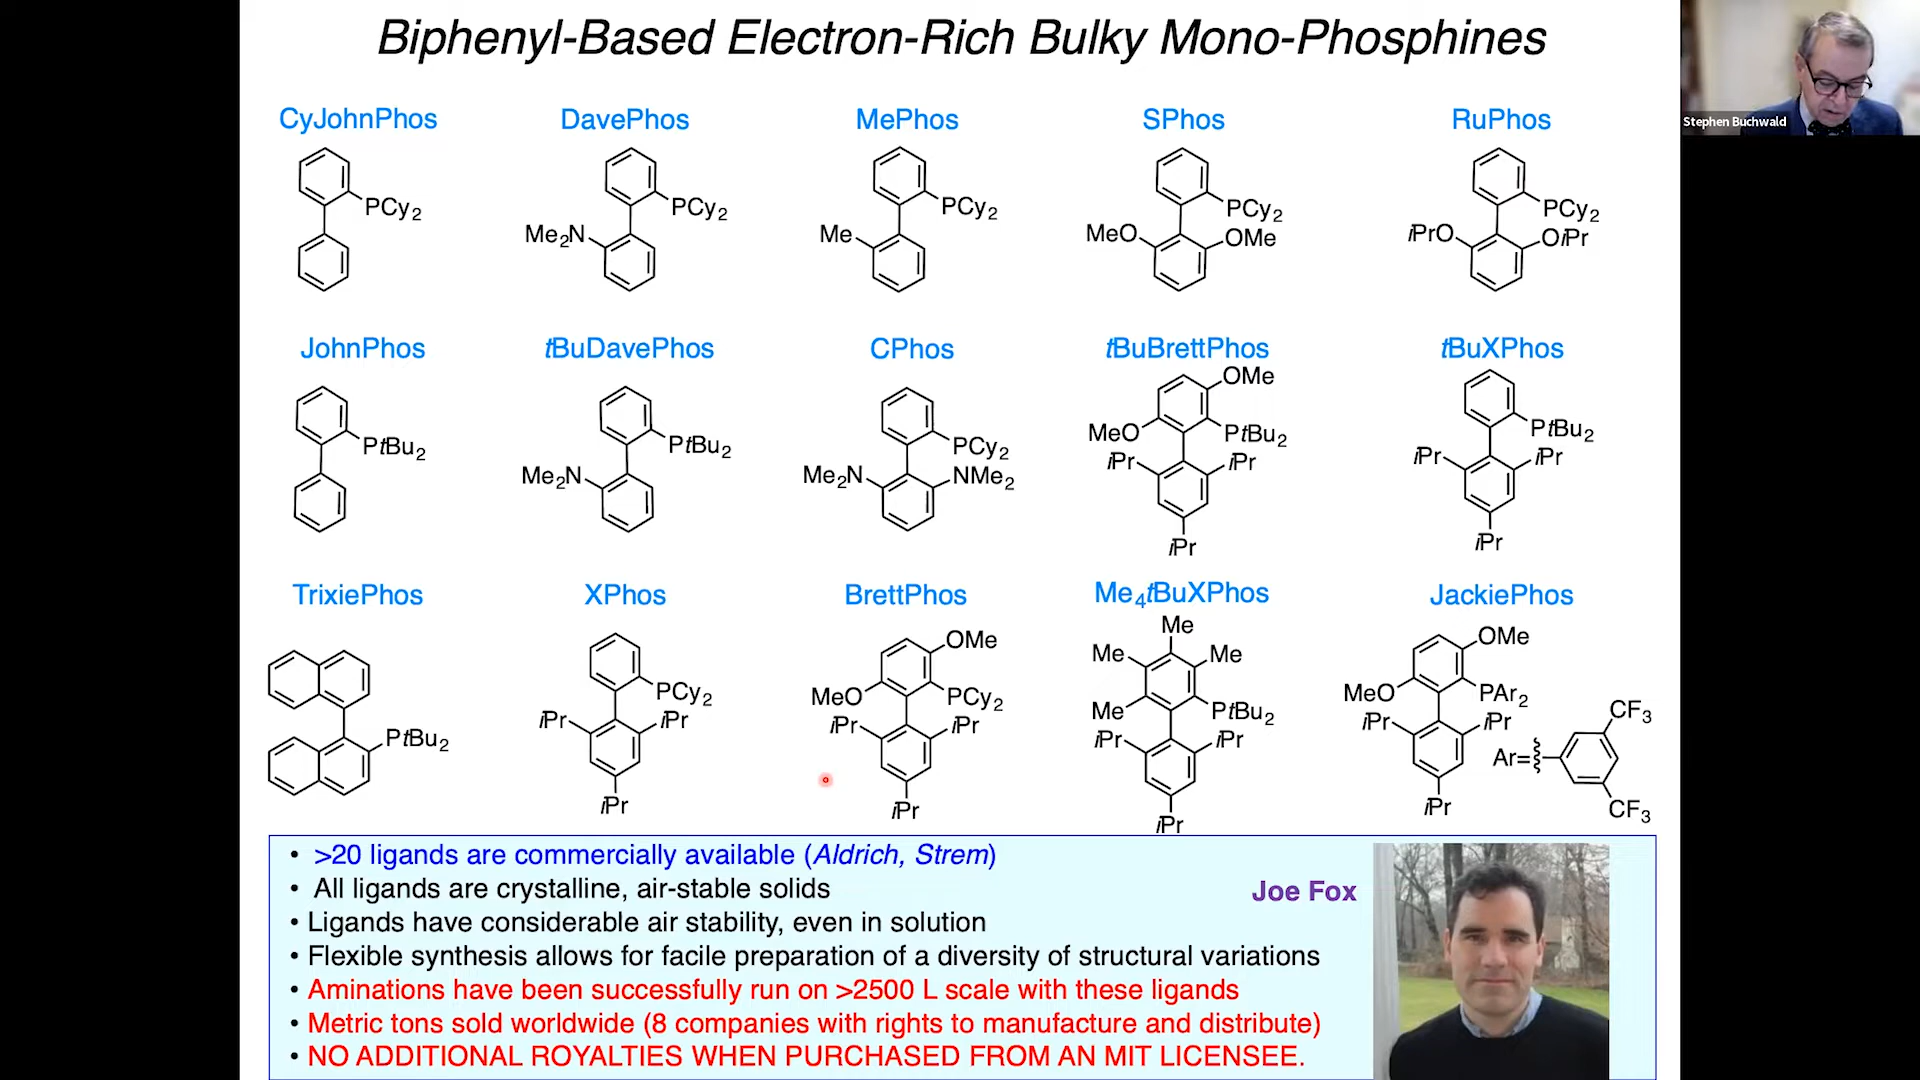 Biphenyl-Based Electron-Rich Bulky Mono-Phosphines
Stephen Buchwald
CyJohnPhos
DavePhos
MePhos
SPhos
RuPhos
PCy2
Me2N
PCy2
Me
PCy2
MeO
PCy2
OMe
iPrO
PCy2
OiPr
JohnPhos
tBuDavePhos
CPhos
tBuBrettPhos
tBuXPhos
PtBu2
Me2N
PtBu2
Me2N
PCy2
NMe2
OMe
MeO
PtBu2
iPr
iPr
iPr
PtBu2
iPr
iPr
iPr
TrixiePhos
XPhos
BrettPhos
Me4tBuXPhos
JackiePhos
PtBu2
PCy2
iPr
iPr
iPr
OMe
MeO
PCy2
iPr
iPr
iPr
Me
Me
Me
Me
PtBu2
iPr
iPr
iPr
OMe
MeO
PAr2
iPr
iPr
iPr
Ar=
CF3
CF3
• >20 ligands are commercially available (Aldrich, Strem)
• All ligands are crystalline, air-stable solids
• Ligands have considerable air stability, even in solution
• Flexible synthesis allows for facile preparation of a diversity of structural variations
• Aminations have been successfully run on >2500 L scale with these ligands
• Metric tons sold worldwide (8 companies with rights to manufacture and distribute)
• NO ADDITIONAL ROYALTIES WHEN PURCHASED FROM AN MIT LICENSEE.
Joe Fox